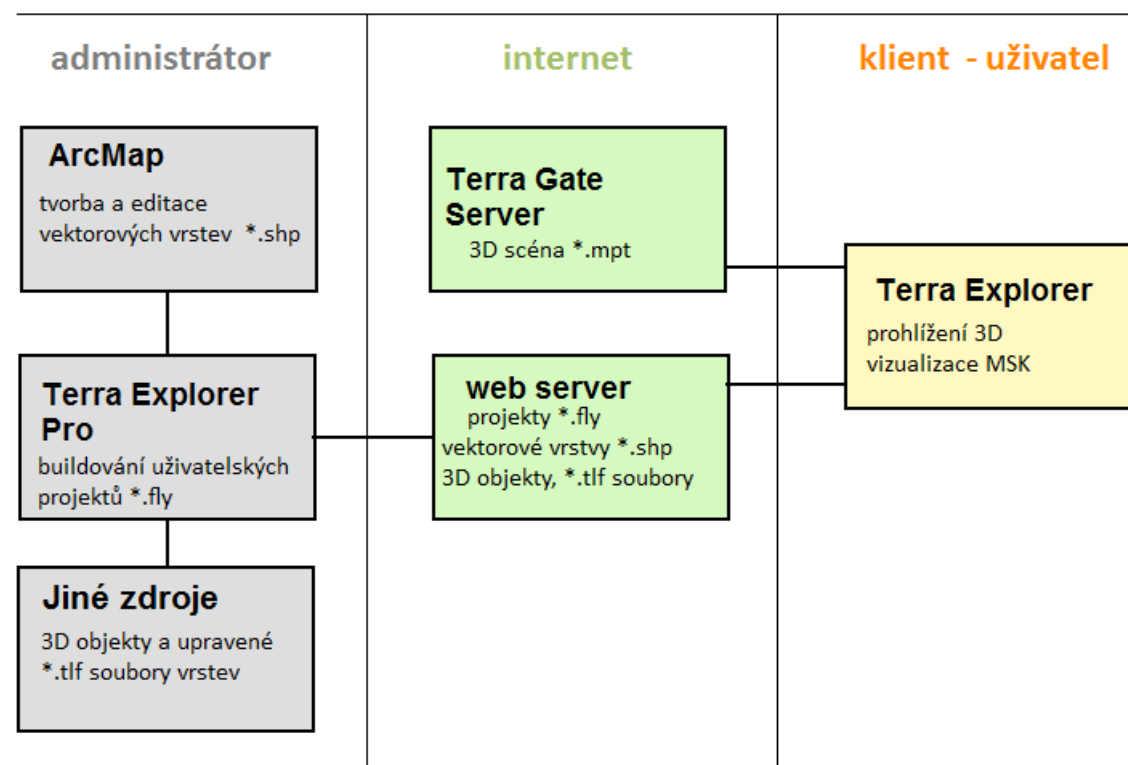 administrátor
internet
klient - uživatel
ArcMap
tvorba a editace
vektorových vrstev *.shp
Terra Explorer
Pro
buildování uživatelských
projektů *.fly
Jiné zdroje
3D objekty a upravené
*.tlf soubory vrstev
Terra Gate
Server
3D scéna *.mpt
web server
projekty *.fly
vektorové vrstvy *.shp
3D objekty, *.tlf soubory
Terra Explorer
prohlížení 3D
vizualizace MSK